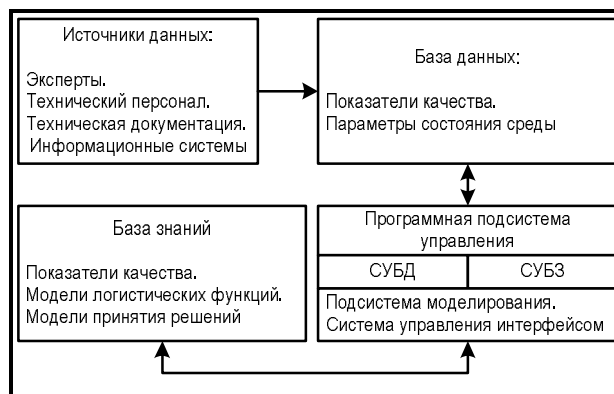 Источники данных:
Эксперты.
Технический персонал.
Техническая документация.
Информационные системы
База данных:
Показатели качества.
Параметры состояния среды
База знаний
Показатели качества.
Модели логистических функций.
Модели принятия решений
Программная подсистема
управления
СУБД
СУБЗ
Подсистема моделирования.
Система управления интерфейсом